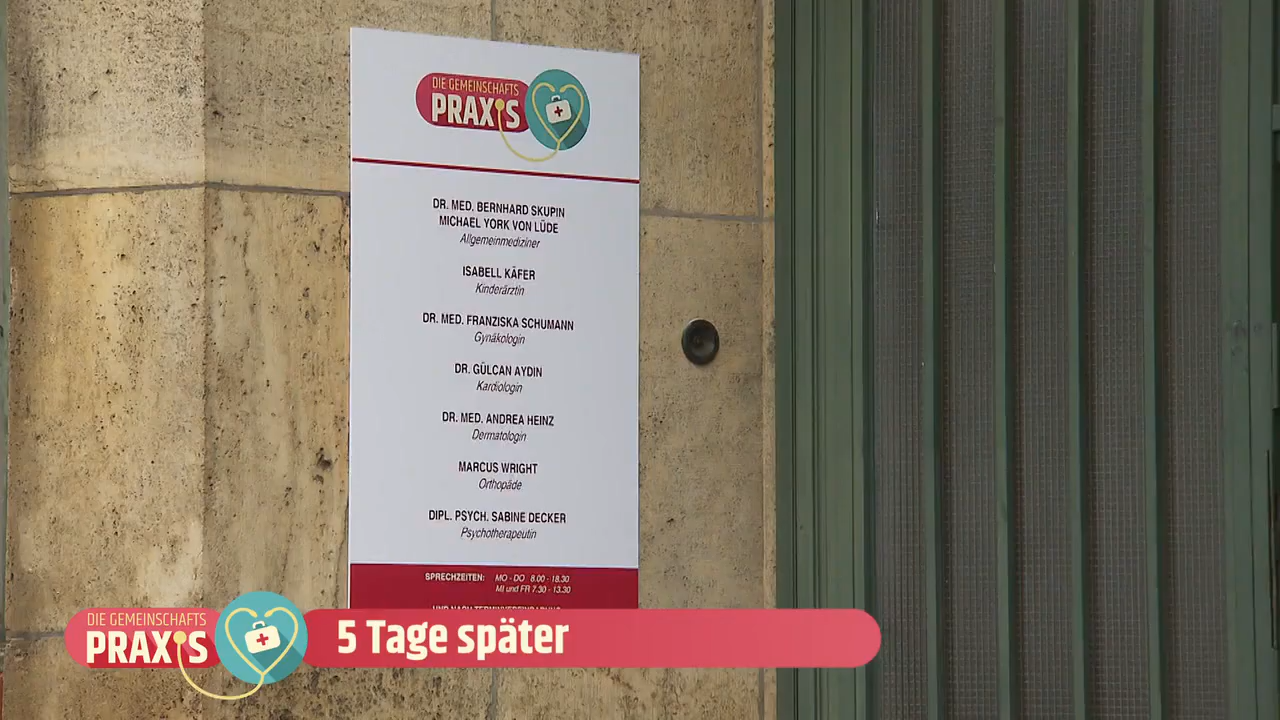 DIE GEMEINSCHAFTS
PRAXIS
DR. MED. BERNHARD SKUPIN
MICHAEL YORK VON LÜDE
Allgemeinmediziner
ISABELL KÄFER
Kinderärztin
DR. MED. FRANZISKA SCHUMANN
Gynäkologin
DR. GÜLCAN AYDIN
Kardiologin
DR. MED. ANDREA HEINZ
Dermatologin
MARCUS WRIGHT
Orthopäde
DIPL. PSYCH. SABINE DECKER
Psychotherapeutin
SPRECHZEITEN: MO - DO 8.00 - 18.30
MI und FR 7.30 - 13.30
UND NACH TERMINVEREINBARUNG
DIE GEMEINSCHAFTS
PRAXIS
5 Tage später